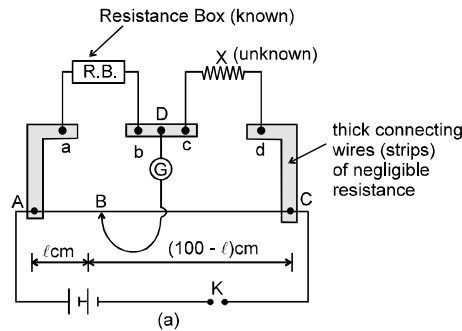 Resistance Box (known)
R.B.
X (unknown)
D
a
b
c
d
G
thick connecting
wires (strips)
of negligible
resistance
A
B
C
ℓcm
(100 - ℓ)cm
K
(a)